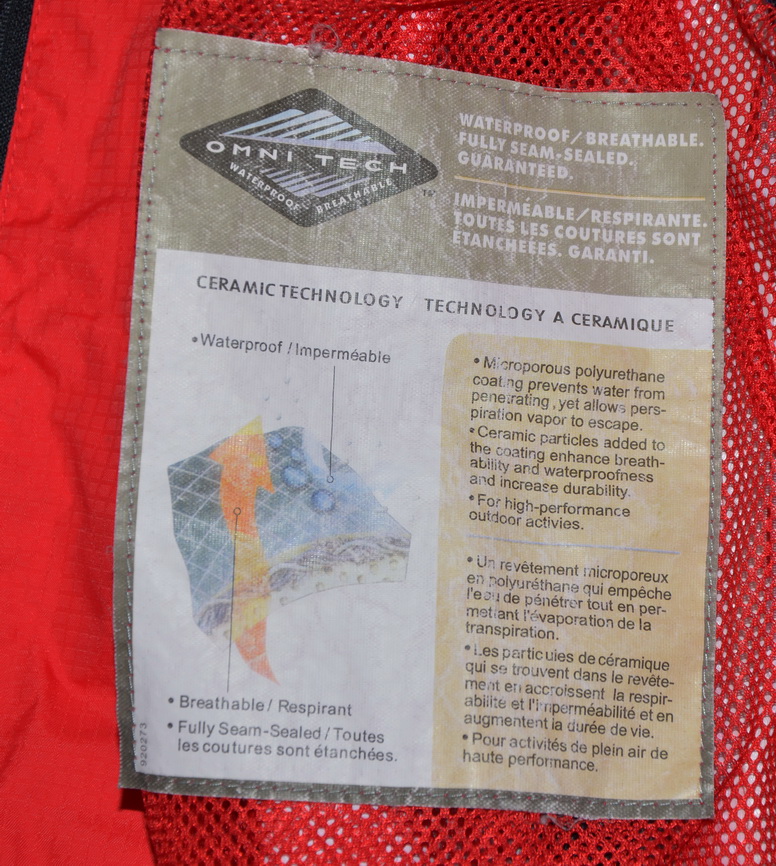 OMNI TECH
WATERPROOF BREATHABLE
™
WATERPROOF/BREATHABLE.
FULLY SEAM-SEALED.
GUARANTEED.
IMPERMÉABLE/RESPIRANTE.
TOUTES LES COUTURES SONT
ÉTANCHEÉES. GARANTI.
CERAMIC TECHNOLOGY TECHNOLOGY A CERAMIQUE
• Waterproof / Imperméable
• Breathable / Respirant
• Fully Seam-Sealed / Toutes
les coutures sont étanchées.
920273
• Microporous polyurethane
coating prevents water from
penetrating , yet allows pers-
piration vapor to escape.
• Ceramic particles added to
the coating enhance breath-
ability and waterproofness
and increase durability.
• For high-performance
outdoor activies.
• Un revêtement microporeux
en polyuréthane qui empêche
l'eau de pénétrer tout en per-
mettant l'évaporation de la
transpiration.
• Les particules de céramique
qui se trouvent dans le revête-
ment en accroissent la respir-
abilite et l'imperméabilité et en
augmentent la durée de vie.
• Pour activités de plein air de
haute performance.